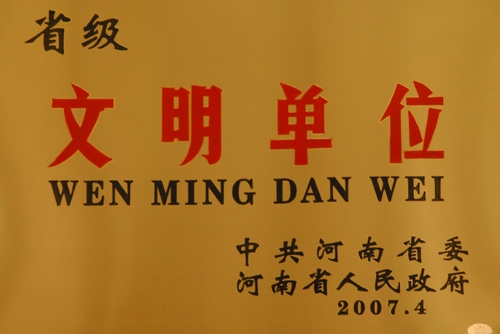 省级
文明单位
WEN MING DAN WEI
中共河南省委
河南省人民政府
2007.4